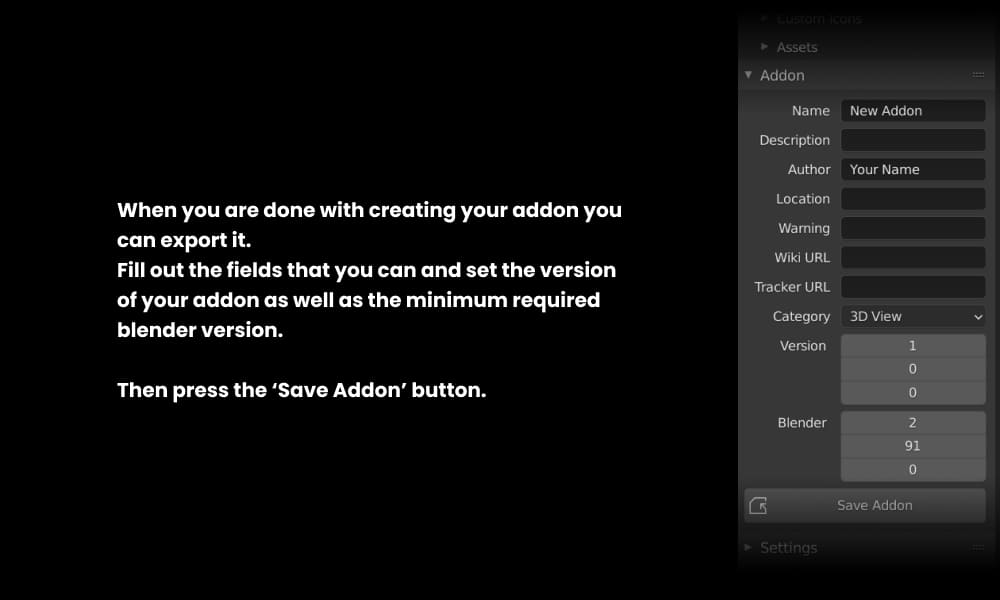 When you are done with creating your addon you
can export it.
Fill out the fields that you can and set the version
of your addon as well as the minimum required
blender version.
Then press the ‘Save Addon’ button.
Custom Icons
Assets
Addon
Name New Addon
Description
Author Your Name
Location
Warning
Wiki URL
Tracker URL
Category 3D View
Version 1
0
0
Blender 2
91
0
Save Addon
Settings